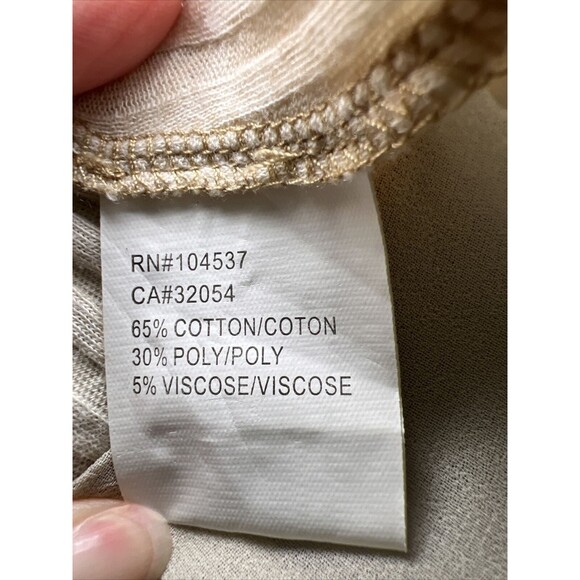 RN#104537
CA#32054
65% COTTON/COTON
30% POLY/POLY
5% VISCOSE/VISCOSE